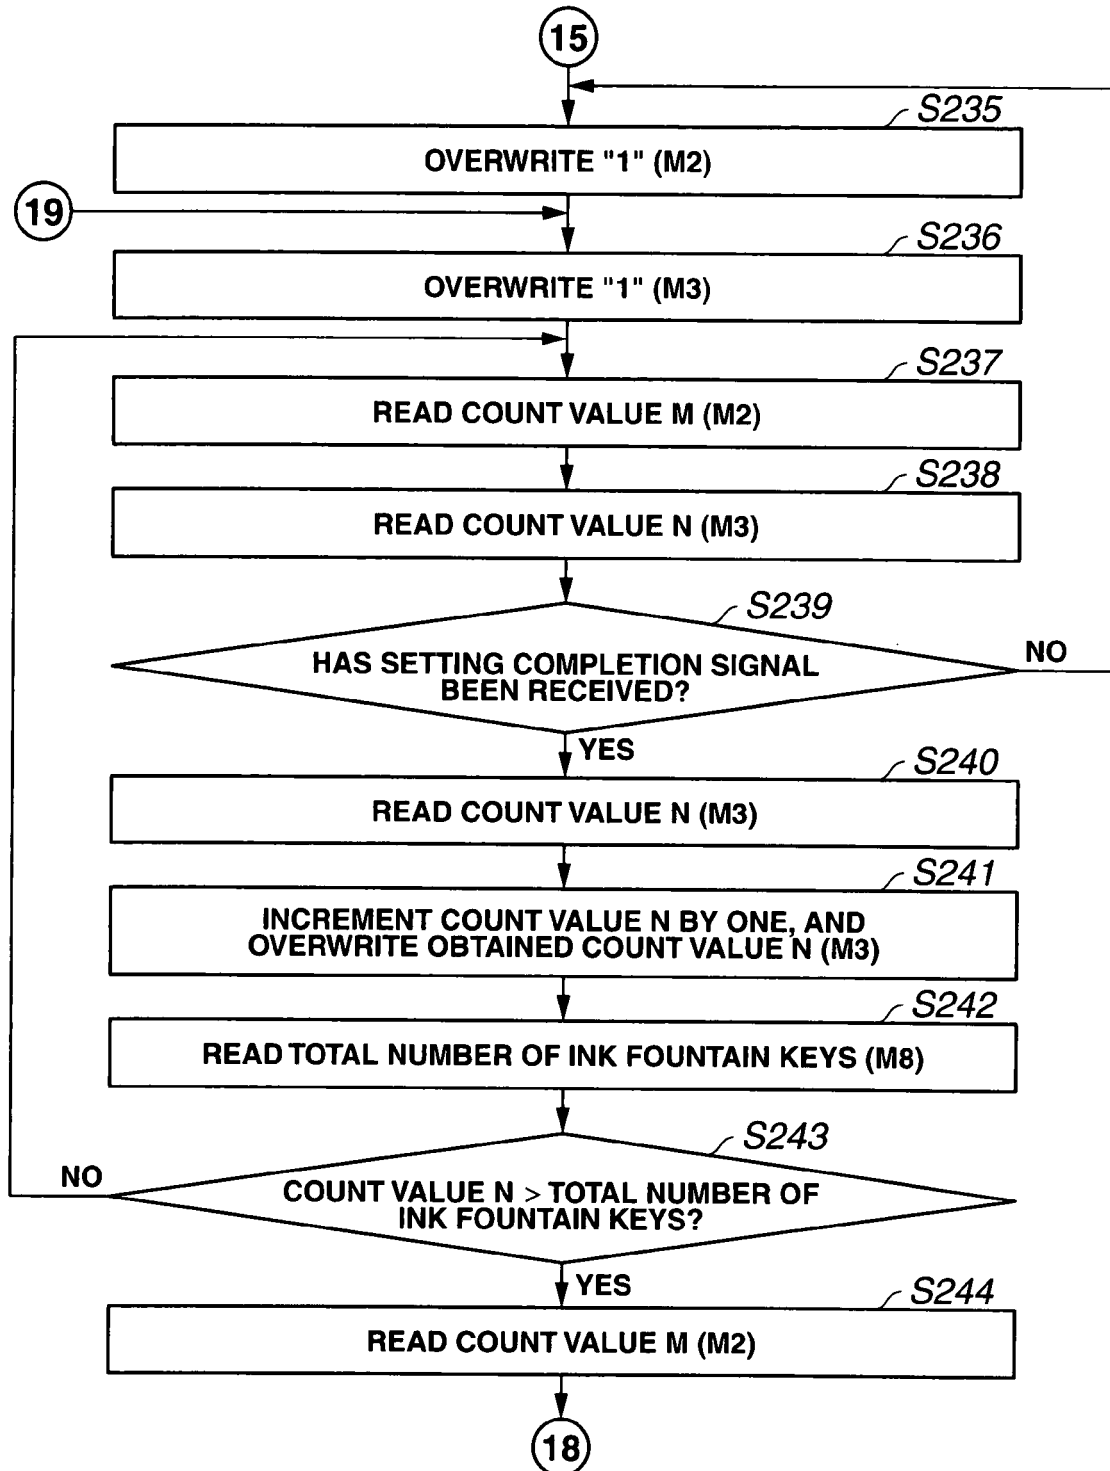 15
S235
OVERWRITE "1" (M2)
19
S236
OVERWRITE "1" (M3)
S237
READ COUNT VALUE M (M2)
S238
READ COUNT VALUE N (M3)
S239
HAS SETTING COMPLETION SIGNAL
BEEN RECEIVED?
NO
YES
S240
READ COUNT VALUE N (M3)
S241
INCREMENT COUNT VALUE N BY ONE, AND
OVERWRITE OBTAINED COUNT VALUE N (M3)
S242
READ TOTAL NUMBER OF INK FOUNTAIN KEYS (M8)
S243
NO
COUNT VALUE N > TOTAL NUMBER OF
INK FOUNTAIN KEYS?
YES
S244
READ COUNT VALUE M (M2)
18